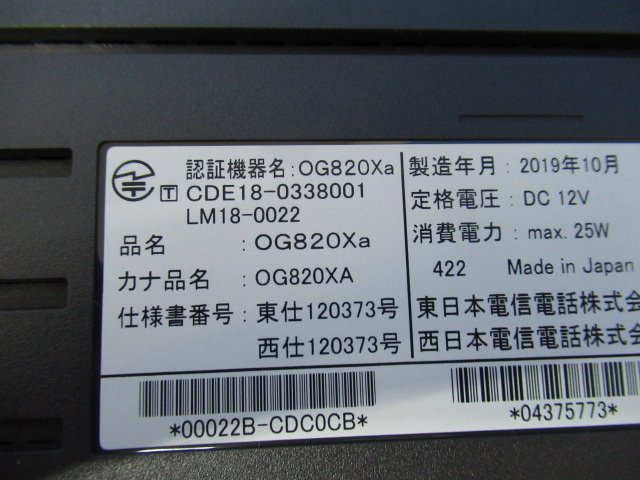 認証機器名:OG820Xa
T CDE18-0338001
LM18-0022
品名 :OG820Xa
カナ品名 :OG820XA
仕様書番号:東仕120373号
西仕120373号
*00022B-CDC0CB*
製造年月:2019年10月
定格電圧:DC 12V
消費電力:max. 25W
422 Made in Japan
東日本電信電話株式会
西日本電信電話株式会
*04375773*